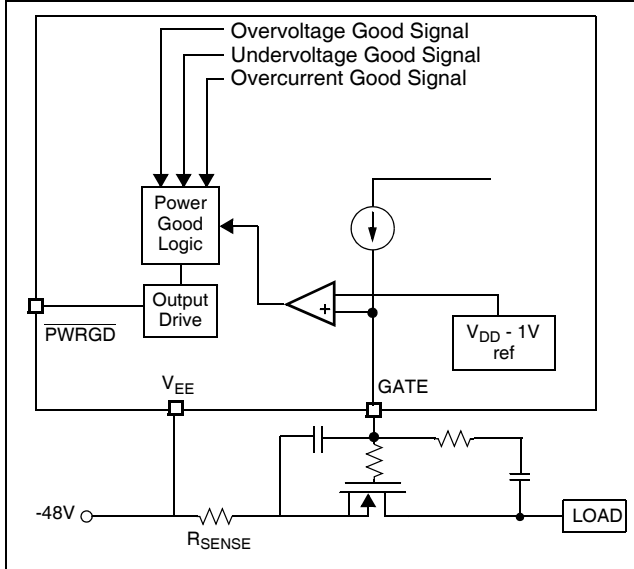 Overvoltage Good Signal
Undervoltage Good Signal
Overcurrent Good Signal
Power
Good
Logic
Output
Drive
PWRGD
+
V_DD - 1V
ref
V_EE
GATE
-48V
R_SENSE
LOAD